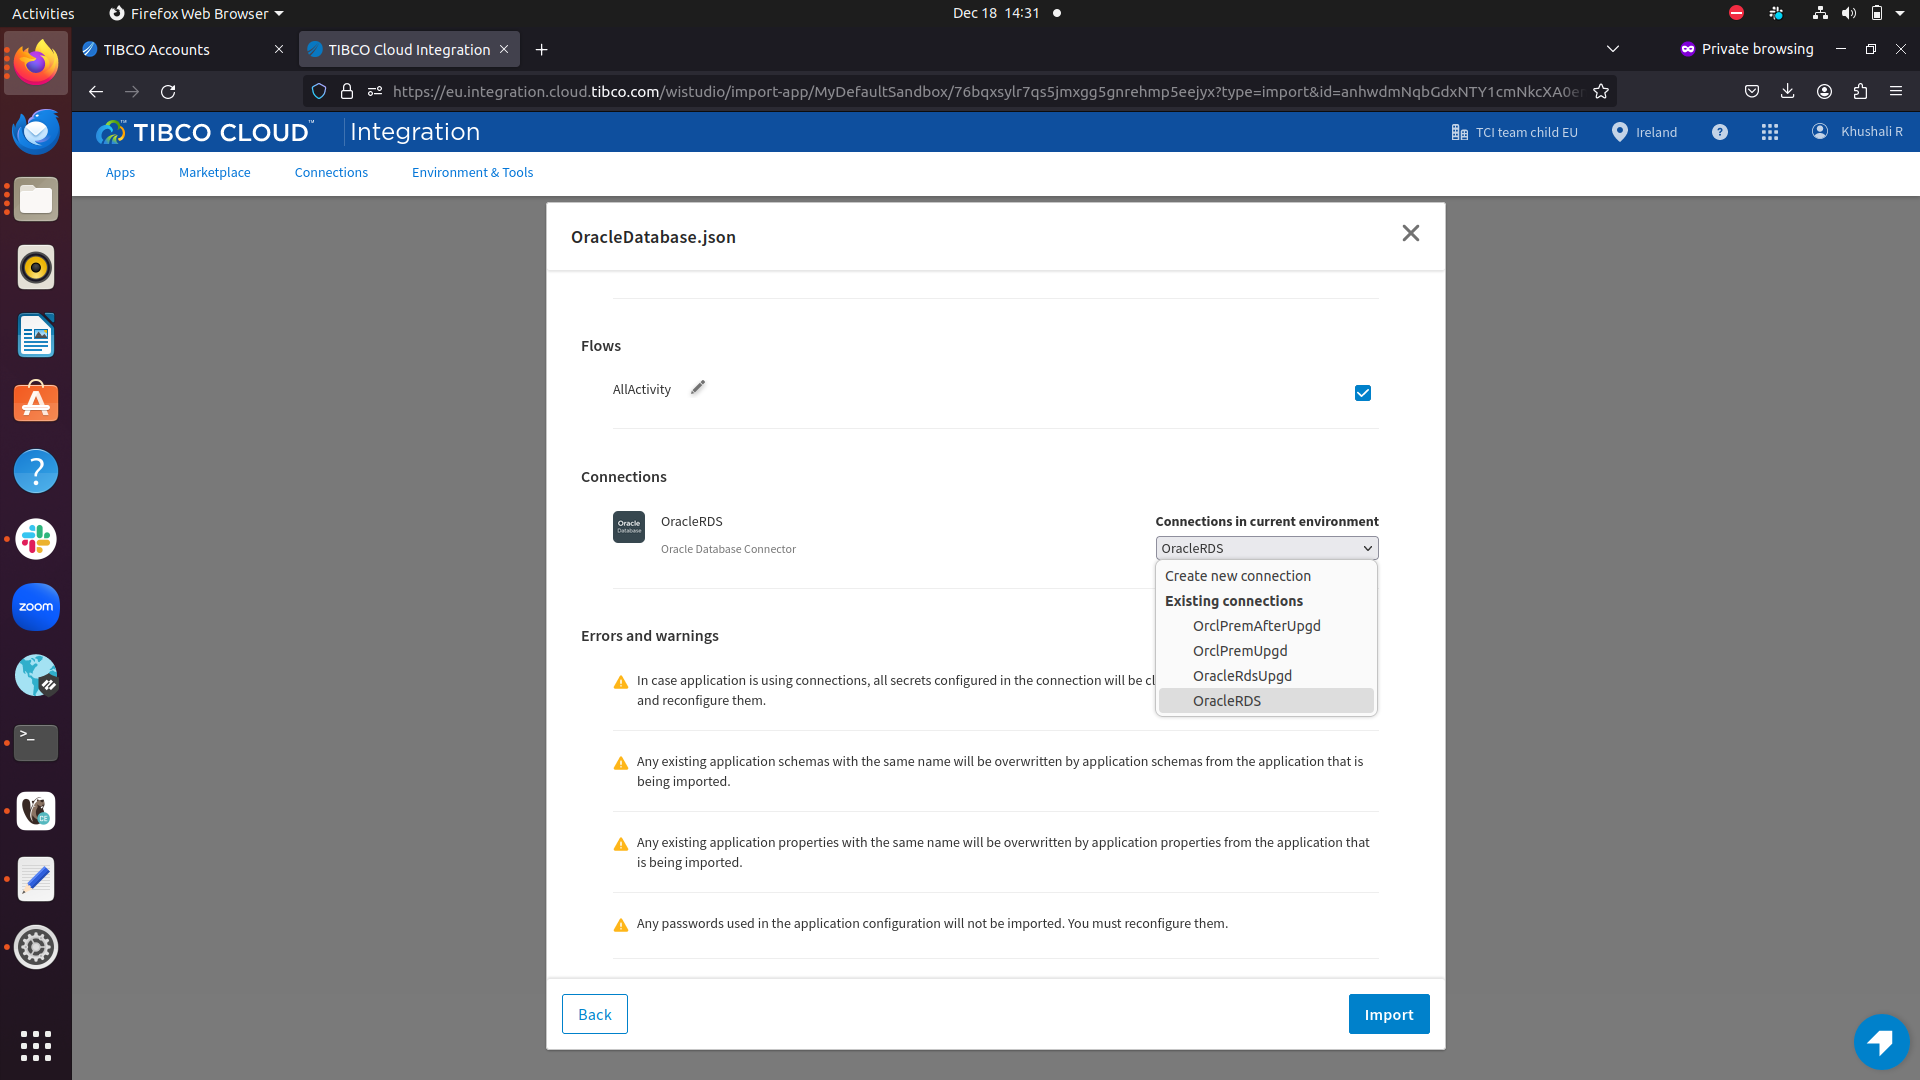 Activities
Firefox Web Browser
Dec 18 14:31
TIBCO Accounts
TIBCO Cloud Integration
Private browsing
https://eu.integration.cloud.tibco.com/wistudio/import-app/MyDefaultSandbox/76bqxsylr7qs5jmxgg5gnrehmp5eejyx?type=import&id=anhwdmNqbGdxNTY1cmNkcXA0e
TIBCO CLOUD™ Integration
TCI team child EU
Ireland
?
Khushali R
Apps
Marketplace
Connections
Environment & Tools
OracleDatabase.json
Flows
AllActivity
Connections
Oracle
Database
OracleRDS
Oracle Database Connector
Connections in current environment
OracleRDS
Create new connection
Existing connections
OrclPremAfterUpgd
OrclPremUpgd
OracleRdsUpgd
OracleRDS
Errors and warnings
In case application is using connections, all secrets configured in the connection will be cl
and reconfigure them.
Any existing application schemas with the same name will be overwritten by application schemas from the application that is
being imported.
Any existing application properties with the same name will be overwritten by application properties from the application that
is being imported.
Any passwords used in the application configuration will not be imported. You must reconfigure them.
Back
Import
zoom